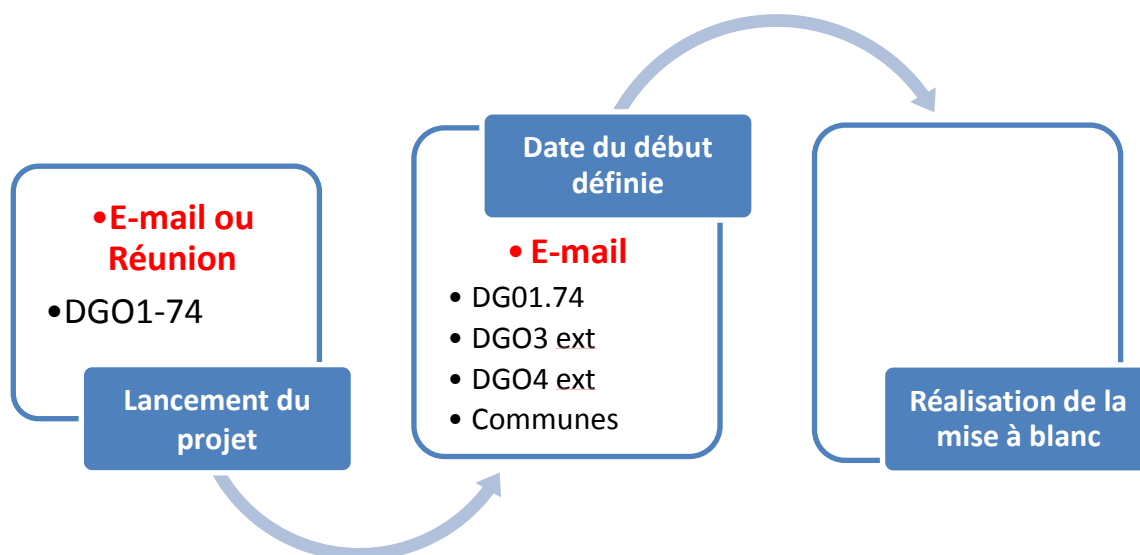 •E-mail ou
Réunion
•DGO1-74
Lancement du
projet
Date du début
définie
• E-mail
• DG01.74
• DGO3 ext
• DGO4 ext
• Communes
Réalisation de la
mise à blanc